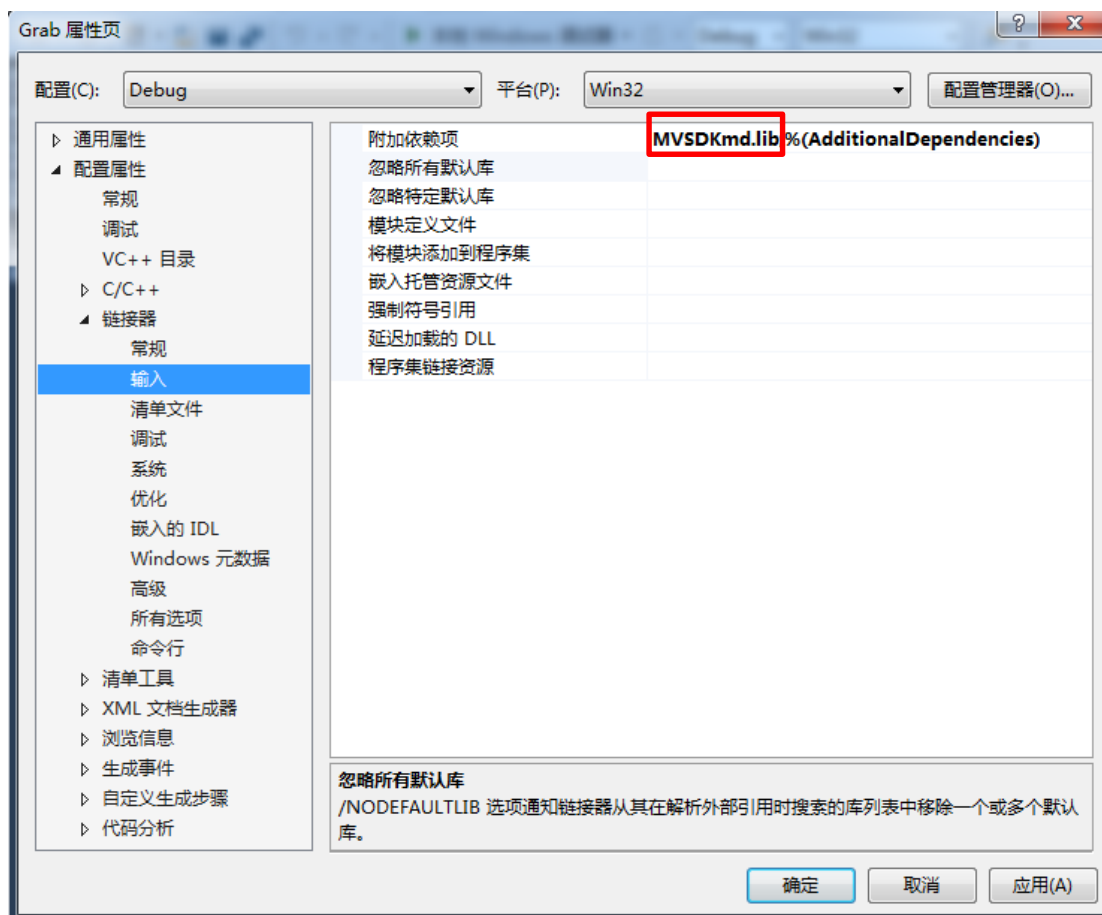 Grab 属性页
配置(C): Debug 平台(P): Win32 配置管理器(O)...
通用属性
配置属性
常规
调试
VC++ 目录
C/C++
链接器
常规
输入
清单文件
调试
系统
优化
嵌入的 IDL
Windows 元数据
高级
所有选项
命令行
清单工具
XML 文档生成器
浏览信息
生成事件
自定义生成步骤
代码分析
附加依赖项 MVSDKmd.lib %(AdditionalDependencies)
忽略所有默认库
忽略特定默认库
模块定义文件
将模块添加到程序集
嵌入托管资源文件
强制符号引用
延迟加载的 DLL
程序集链接资源
忽略所有默认库
/NODEFAULTLIB 选项通知链接器从其在解析外部引用时搜索的库列表中移除一个或多个默认
库。
确定 取消 应用(A)